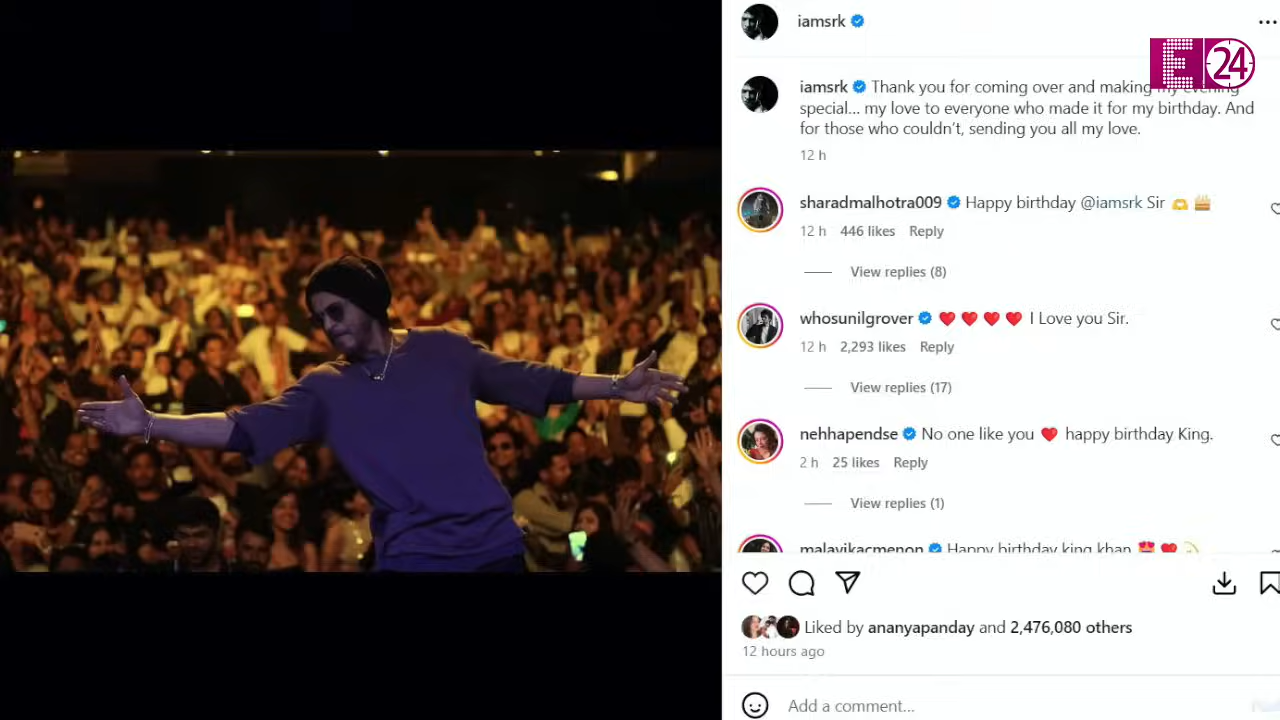 iamsrk
E 24
iamsrk Thank you for coming over and making my evening
special... my love to everyone who made it for my birthday. And
for those who couldn't, sending you all my love.
12 h
sharadmalhotra009 Happy birthday @iamsrk Sir 🫶 🎂
12 h 446 likes Reply
View replies (8)
whosunilgrover ❤️ ❤️ ❤️ ❤️ I Love you Sir.
12 h 2,293 likes Reply
View replies (17)
nehhapendse No one like you ❤️ happy birthday King.
2 h 25 likes Reply
View replies (1)
malavikacmenon Happy birthday king khan 😍 ❤️
Liked by ananyapanday and 2,476,080 others
12 hours ago
Add a comment...